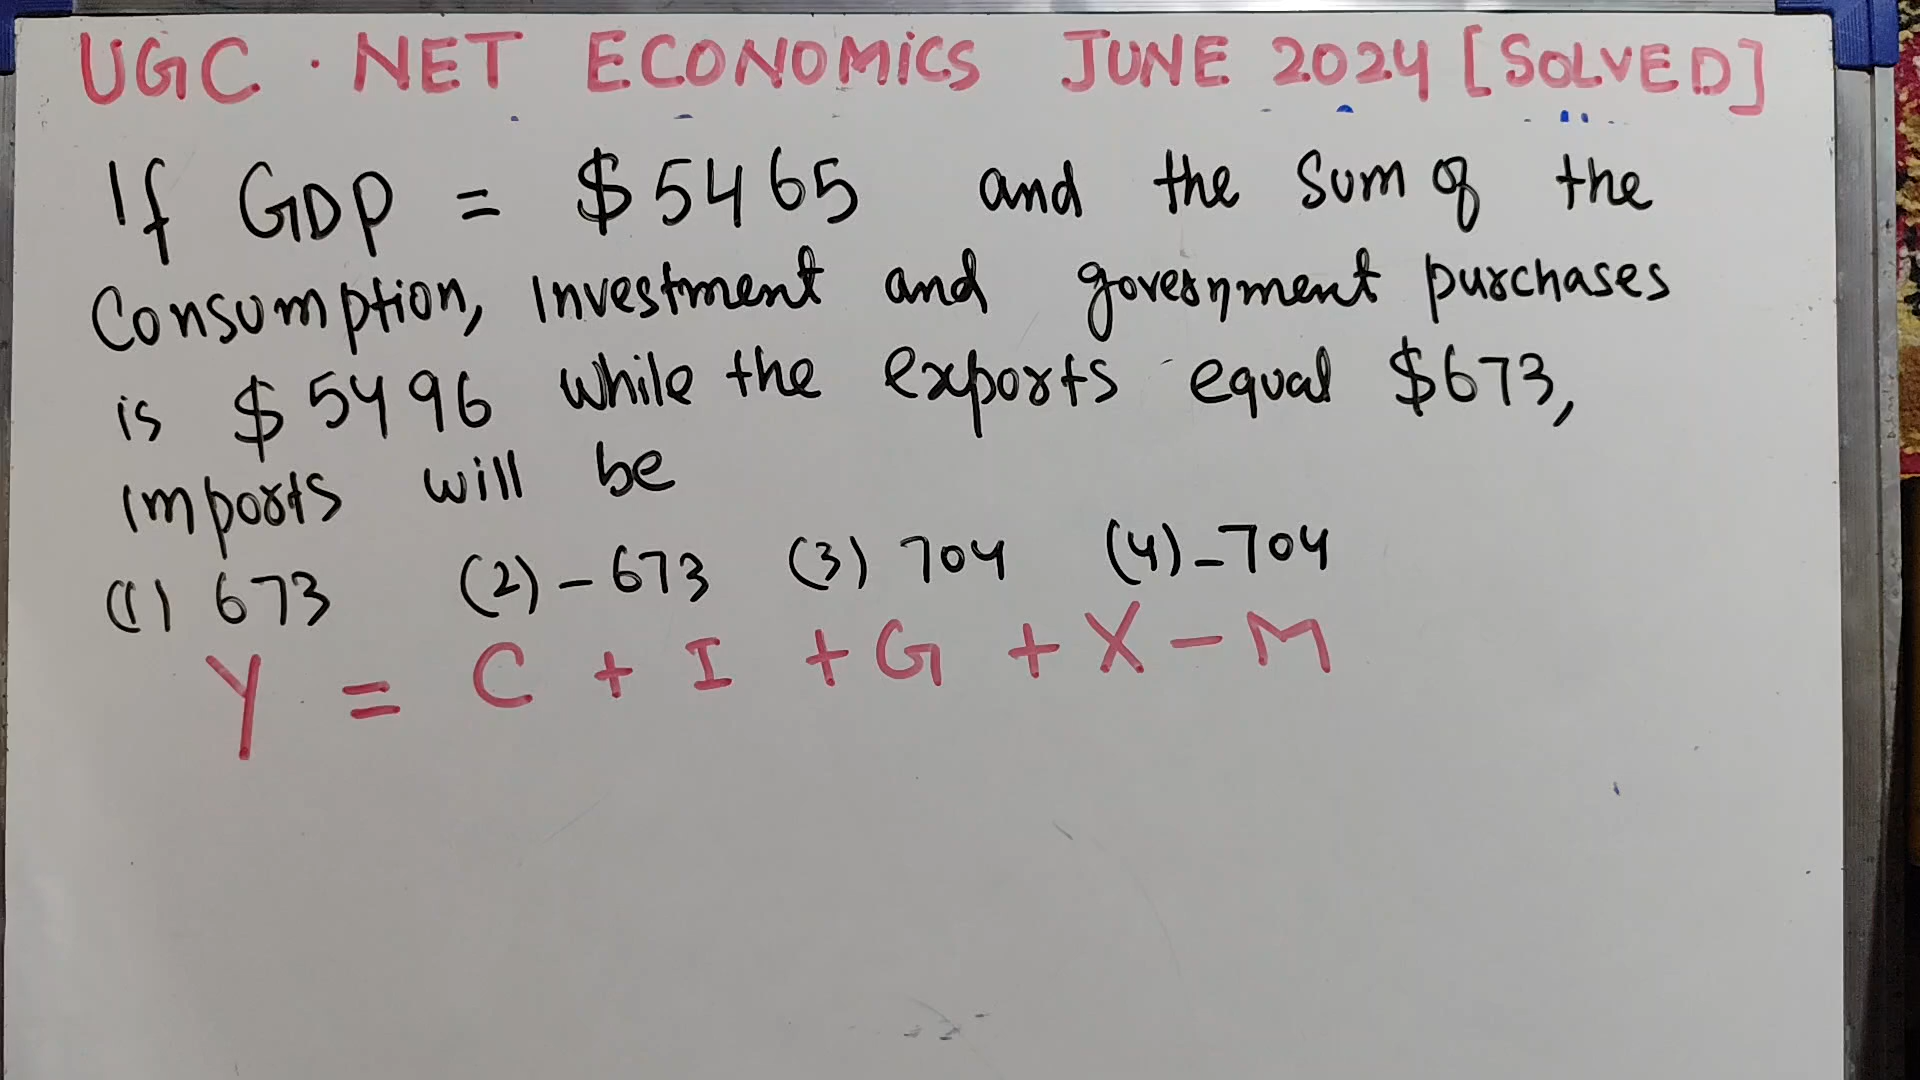 UGC. NET ECONOMICS JUNE 2024 [SOLVED]
If GDP = $5465 and the sum of the
Consumption, Investment and government purchases
is $5496 while the exports equal $673,
imports will be
(1) 673 (2) -673 (3) 704 (4) -704
Y = C + I + G + X - M